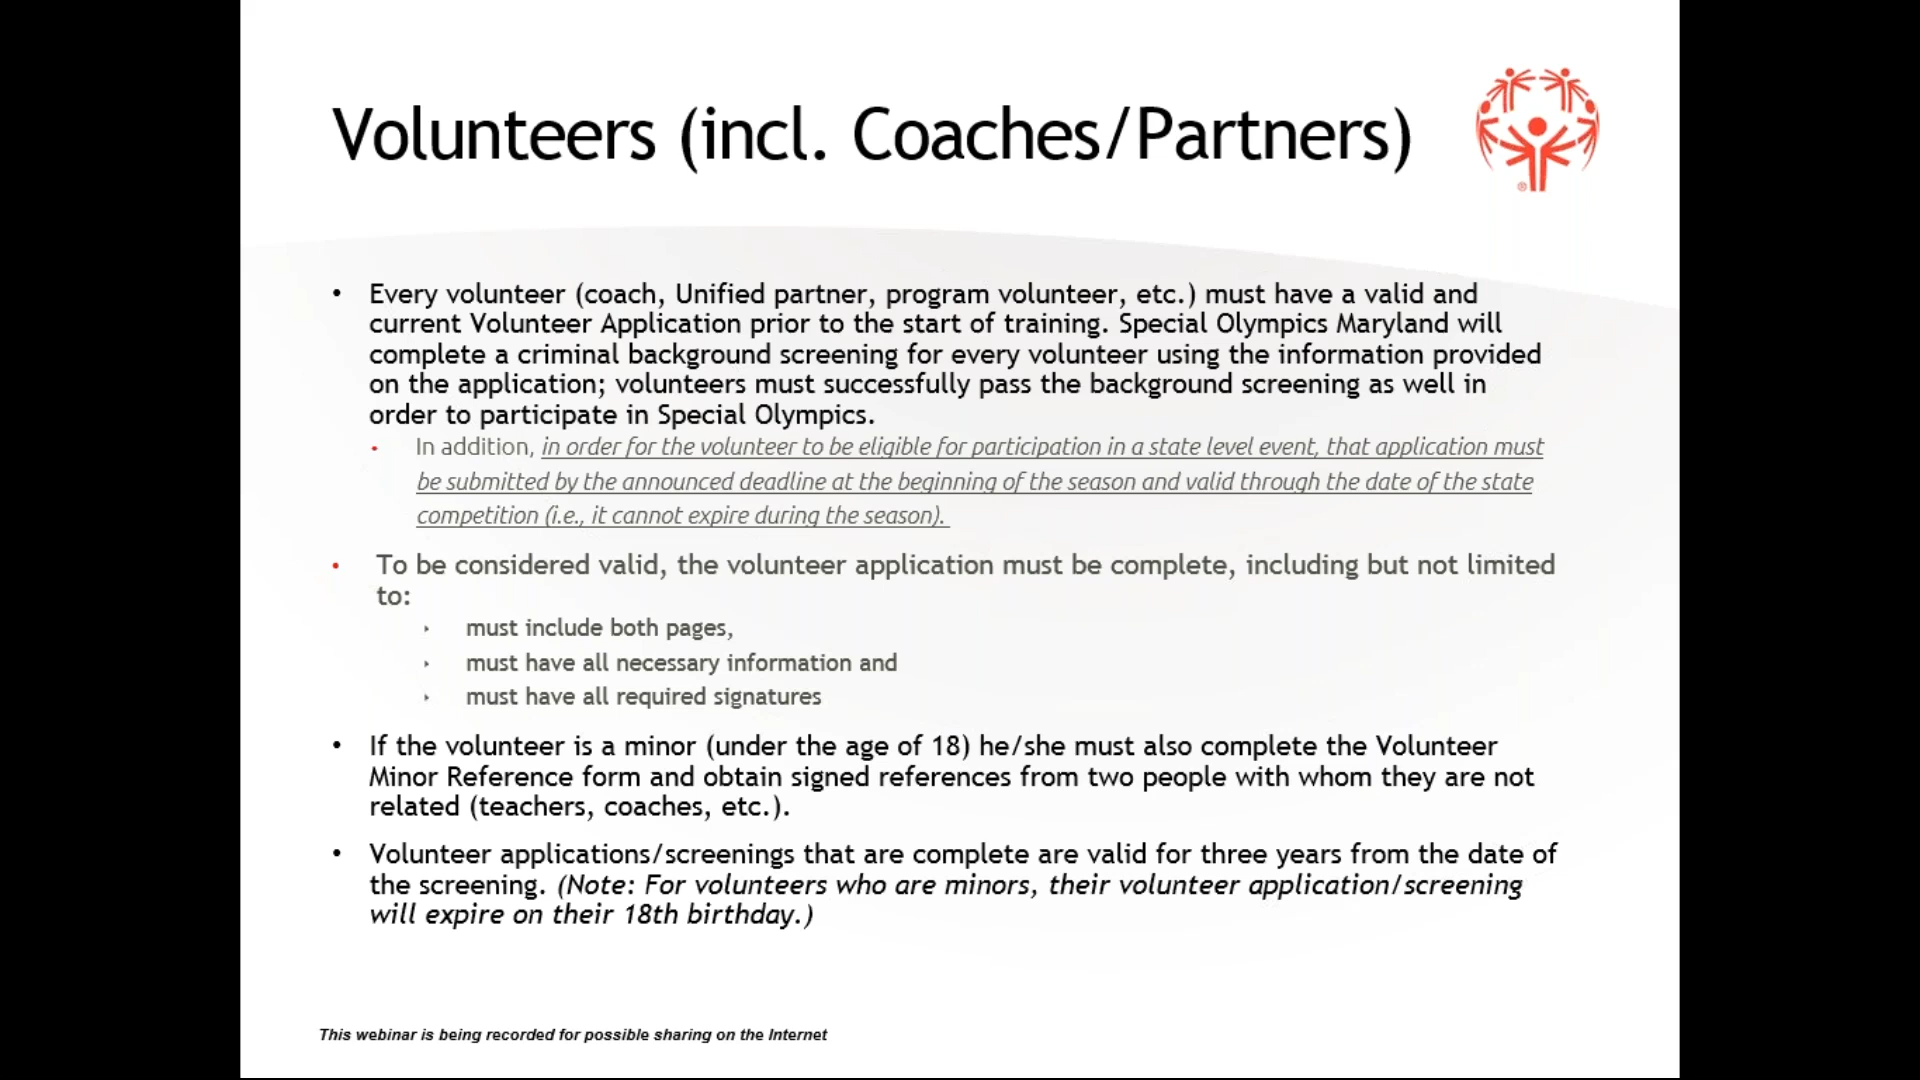 Volunteers (incl. Coaches/Partners)
®
• Every volunteer (coach, Unified partner, program volunteer, etc.) must have a valid and
current Volunteer Application prior to the start of training. Special Olympics Maryland will
complete a criminal background screening for every volunteer using the information provided
on the application; volunteers must successfully pass the background screening as well in
order to participate in Special Olympics.
• In addition, in order for the volunteer to be eligible for participation in a state level event, that application must
be submitted by the announced deadline at the beginning of the season and valid through the date of the state
competition (i.e., it cannot expire during the season).
• To be considered valid, the volunteer application must be complete, including but not limited
to:
‣ must include both pages,
‣ must have all necessary information and
‣ must have all required signatures
• If the volunteer is a minor (under the age of 18) he/she must also complete the Volunteer
Minor Reference form and obtain signed references from two people with whom they are not
related (teachers, coaches, etc.).
• Volunteer applications/screenings that are complete are valid for three years from the date of
the screening. (Note: For volunteers who are minors, their volunteer application/screening
will expire on their 18th birthday.)
This webinar is being recorded for possible sharing on the Internet